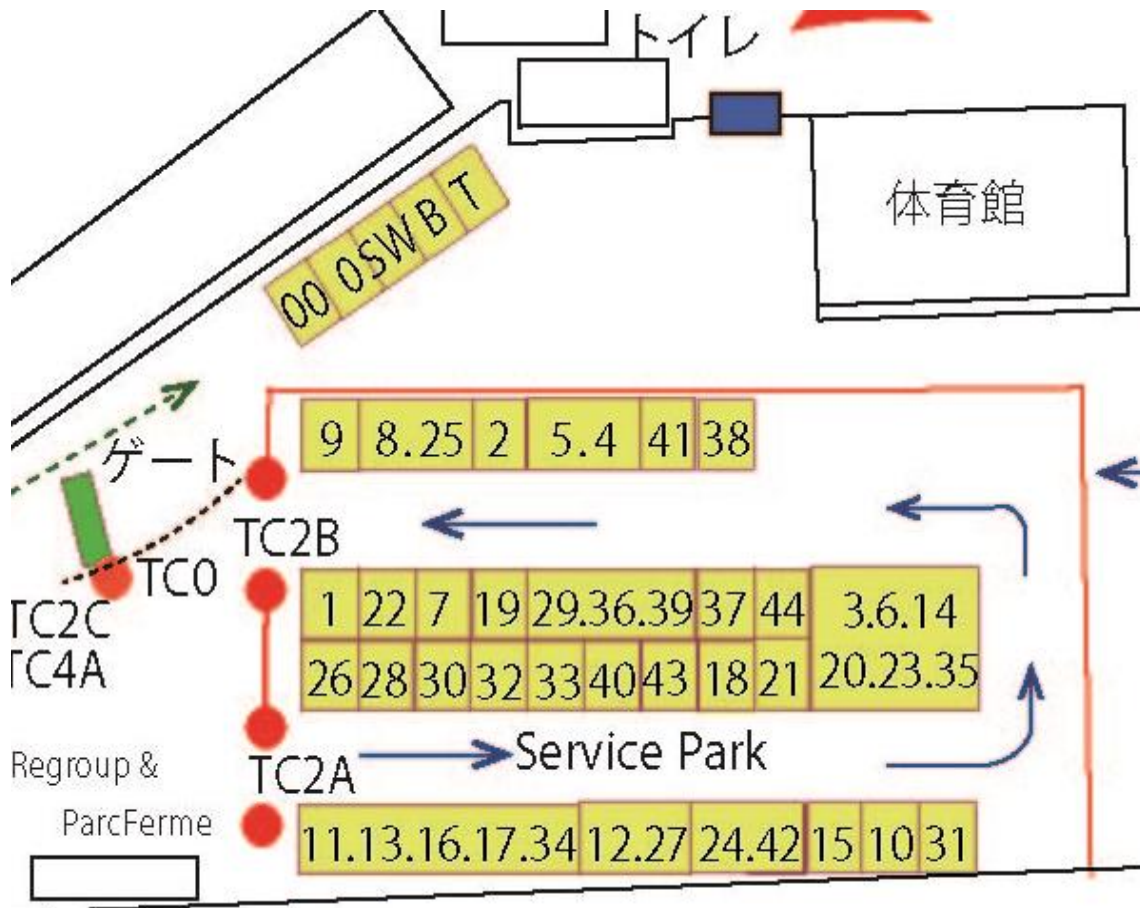 トイレ
体育館
00 0 SW B T
ゲート
9 8.25 2 5.4 41 38
TC2B
TC0
TC2C
TC4A
1 22 7 19 29.36.39 37 44 3.6.14
26 28 30 32 33 40 43 18 21 20.23.35
Service Park
TC2A
Regroup &
ParcFerme
11.13.16.17.34 12.27 24.42 15 10 31